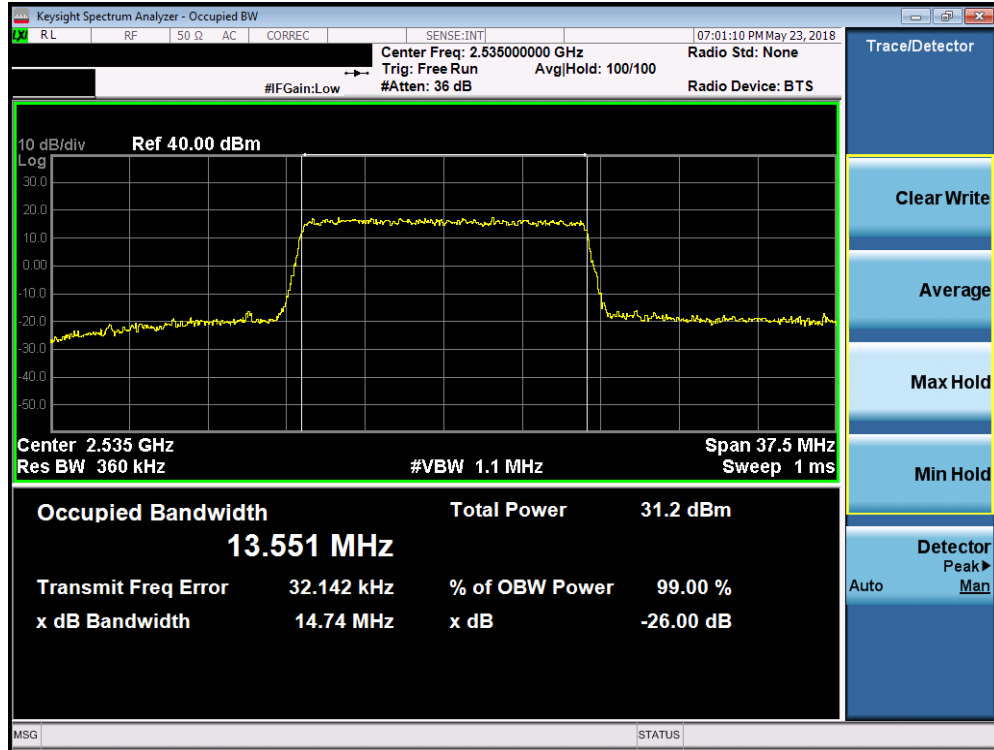 Keysight Spectrum Analyzer - Occupied BW
LXI RL RF 50 Ω AC CORREC SENSE:INT 07:01:10 PM May 23, 2018
Center Freq: 2.535000000 GHz Radio Std: None
Trig: Free Run Avg|Hold: 100/100
#IFGain:Low #Atten: 36 dB Radio Device: BTS
Trace/Detector
10 dB/div Ref 40.00 dBm
Log
30.0
20.0
10.0
0.00
-10.0
-20.0
-30.0
-40.0
-50.0
Center 2.535 GHz Span 37.5 MHz
Res BW 360 kHz #VBW 1.1 MHz Sweep 1 ms
Occupied Bandwidth Total Power 31.2 dBm
13.551 MHz
Transmit Freq Error 32.142 kHz % of OBW Power 99.00 %
x dB Bandwidth 14.74 MHz x dB -26.00 dB
Clear Write
Average
Max Hold
Min Hold
Detector
Peak▶
Auto Man
MSG STATUS